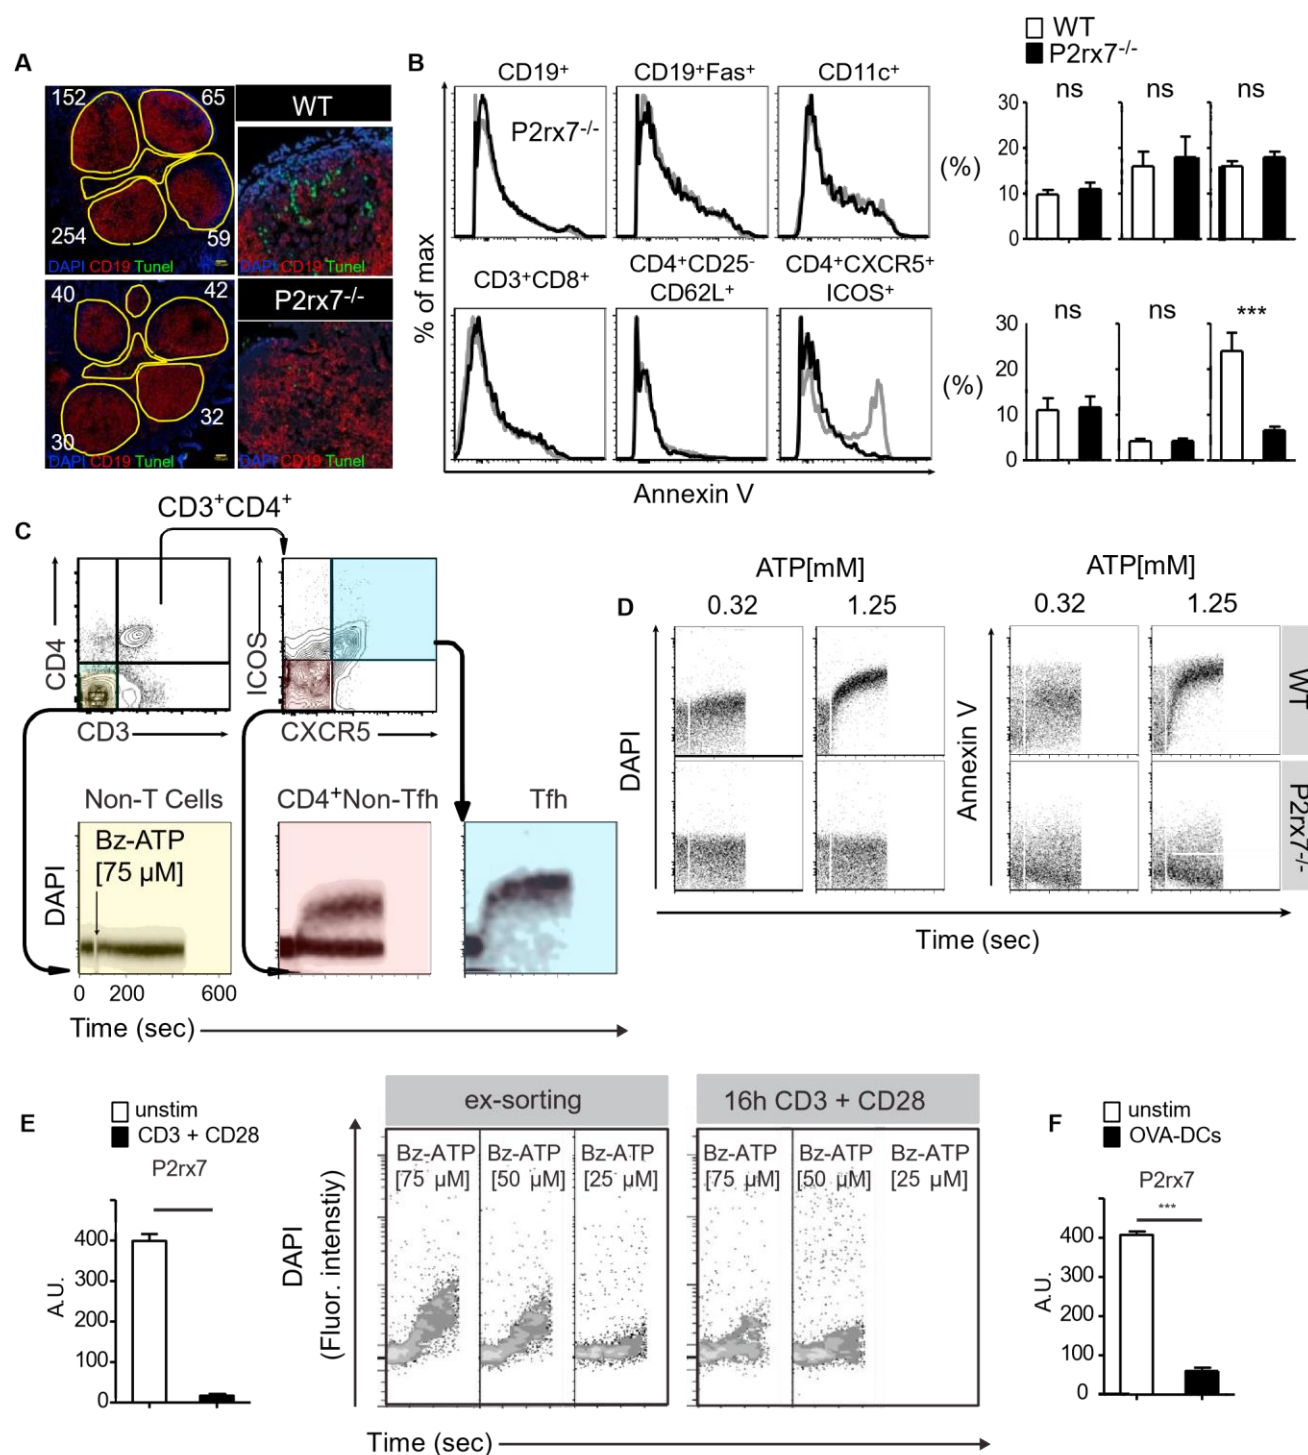 A
152
65
254
59
DAPI CD19 Tunel
WT
DAPI CD19 Tunel
40
42
30
32
DAPI CD19 Tunel
P2rx7-/-
DAPI CD19 Tunel
B
CD19+
CD19+Fas+
CD11c+
P2rx7-/-
CD3+CD8+
CD4+CD25-
CD62L+
CD4+CXCR5+
ICOS+
% of max
Annexin V
WT
P2rx7-/-
ns
ns
ns
(%)
30
20
10
0
ns
ns
***
(%)
30
20
10
0
C
CD3+CD4+
CD4
CD3
ICOS
CXCR5
Non-T Cells
CD4+Non-Tfh
Tfh
Bz-ATP
[75 µM]
DAPI
0 200 600
Time (sec)
D
ATP[mM]
0.32 1.25
ATP[mM]
0.32 1.25
DAPI
Annexin V
WT
P2rx7-/-
Time (sec)
E
unstim
CD3 + CD28
P2rx7
A.U.
400
300
200
100
0
ex-sorting
16h CD3 + CD28
Bz-ATP
[75 µM]
Bz-ATP
[50 µM]
Bz-ATP
[25 µM]
Bz-ATP
[75 µM]
Bz-ATP
[50 µM]
Bz-ATP
[25 µM]
DAPI
(Fluor. intenstiy)
Time (sec)
F
unstim
OVA-DCs
P2rx7
***
A.U.
400
300
200
100
0